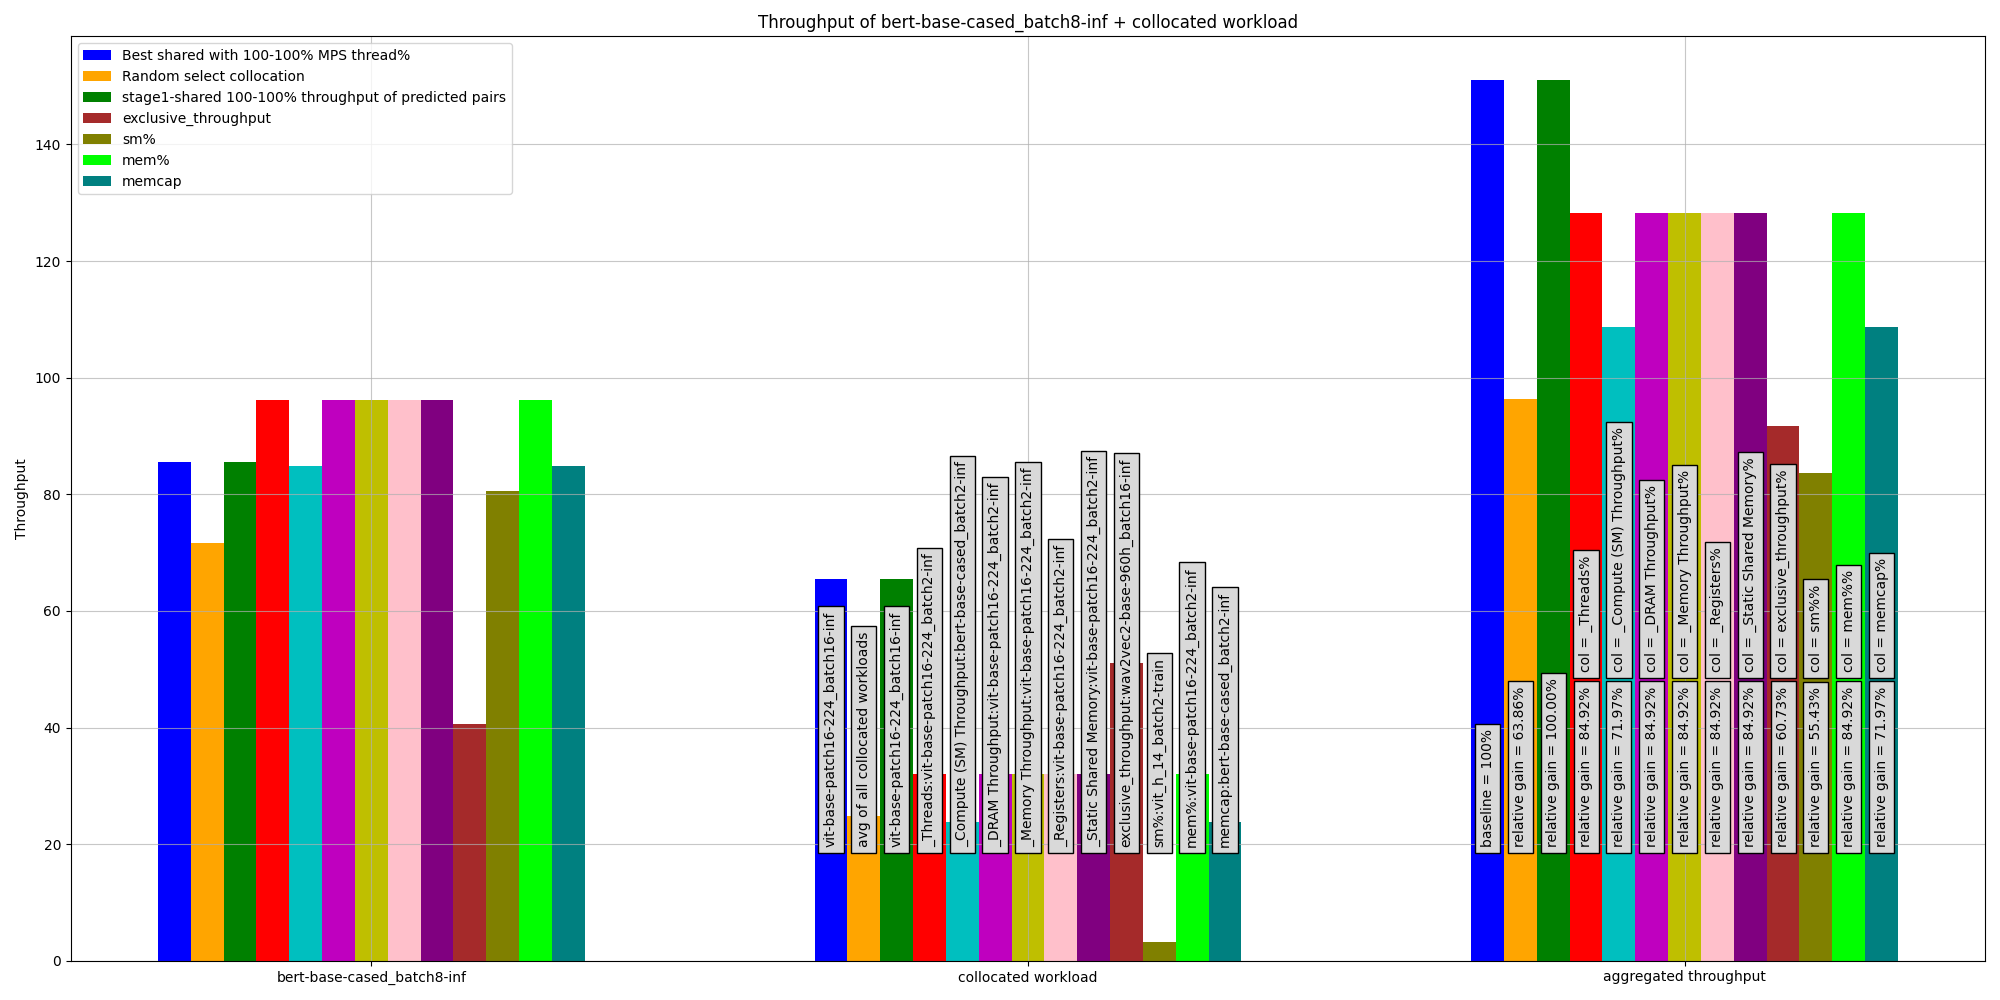 Throughput of bert-base-cased_batch8-inf + collocated workload
Best shared with 100-100% MPS thread%
Random select collocation
stage1-shared 100-100% throughput of predicted pairs
exclusive_throughput
sm%
mem%
memcap
Throughput
140
120
100
80
60
40
20
0
vit-base-patch16-224_batch16-inf
avg of all collocated workloads
vit-base-patch16-224_batch16-inf
_Threads:vit-base-patch16-224_batch2-inf
_Compute (SM) Throughput:bert-base-cased_batch2-inf
_DRAM Throughput:vit-base-patch16-224_batch2-inf
_Memory Throughput:vit-base-patch16-224_batch2-inf
_Registers:vit-base-patch16-224_batch2-inf
_Static Shared Memory:vit-base-patch16-224_batch2-inf
exclusive_throughput:wav2vec2-base-960h_batch16-inf
sm%:vit_h_14_batch2-train
mem%:vit-base-patch16-224_batch2-inf
memcap:bert-base-cased_batch2-inf
baseline = 100%
relative gain = 63.86%
relative gain = 100.00%
relative gain = 84.92%
col = _Threads%
relative gain = 71.97%
col = _Compute (SM) Throughput%
relative gain = 84.92%
col = _DRAM Throughput%
relative gain = 84.92%
col = _Memory Throughput%
relative gain = 84.92%
col = _Registers%
relative gain = 84.92%
col = _Static Shared Memory%
relative gain = 60.73%
col = exclusive_throughput%
relative gain = 55.43%
col = sm%%
relative gain = 84.92%
col = mem%%
relative gain = 71.97%
col = memcap%
bert-base-cased_batch8-inf
collocated workload
aggregated throughput